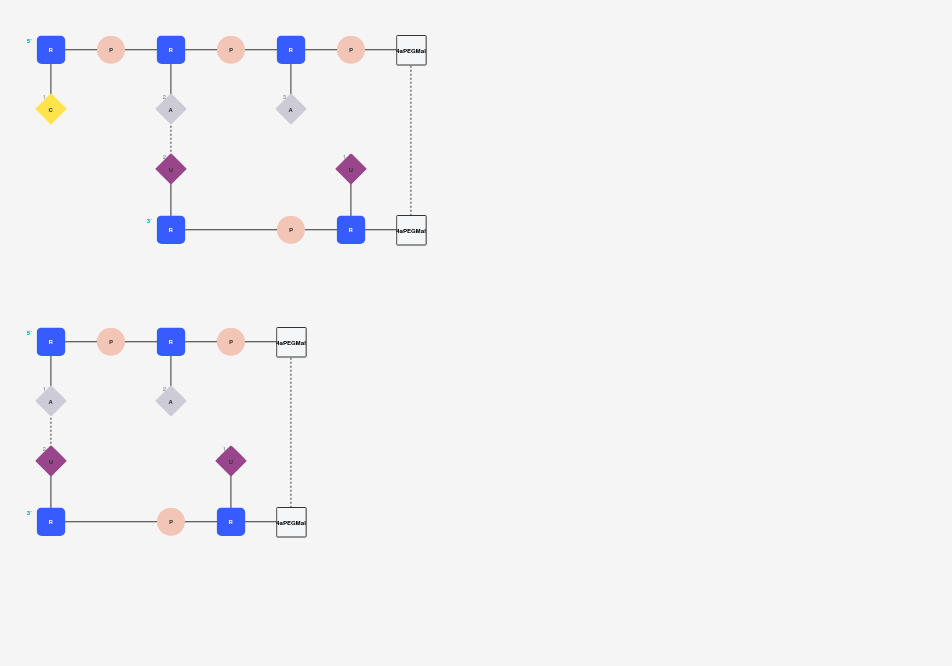 5' R P R P R P 4aPEGMal
1 C 2 A 3 A
2 U 1 U
3' R P R 4aPEGMal
5' R P R P 4aPEGMal
1 A 2 A
2 U 1 U
3' R P R 4aPEGMal